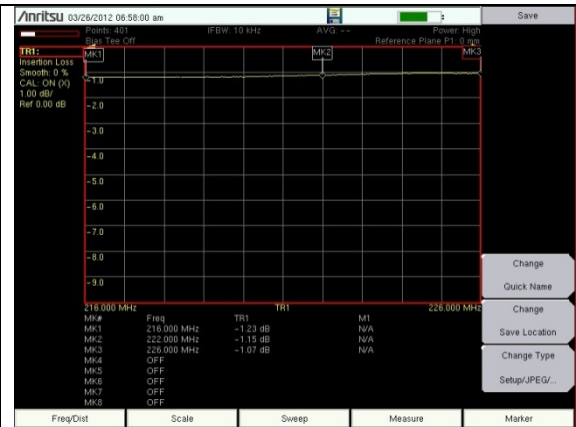 Anritsu 03/26/2012 06:58:00 am
Save
Points: 401 IFBW: 10 kHz AVG: -- Power: High
Bias Tee Off Reference Plane P1: 0 mm
TR1:
Insertion Loss
Smooth: 0 %
CAL: ON (X)
1.00 dB/
Ref 0.00 dB
MK1 MK2 MK3
-1.0
-2.0
-3.0
-4.0
-5.0
-6.0
-7.0
-8.0
-9.0
216.000 MHz TR1 226.000 MHz
MK# Freq TR1 M1
MK1 216.000 MHz -1.23 dB N/A
MK2 222.000 MHz -1.15 dB N/A
MK3 226.000 MHz -1.07 dB N/A
MK4 OFF
MK5 OFF
MK6 OFF
MK7 OFF
MK8 OFF
Change
Quick Name
Change
Save Location
Change Type
Setup/JPEG/...
Freq/Dist Scale Sweep Measure Marker